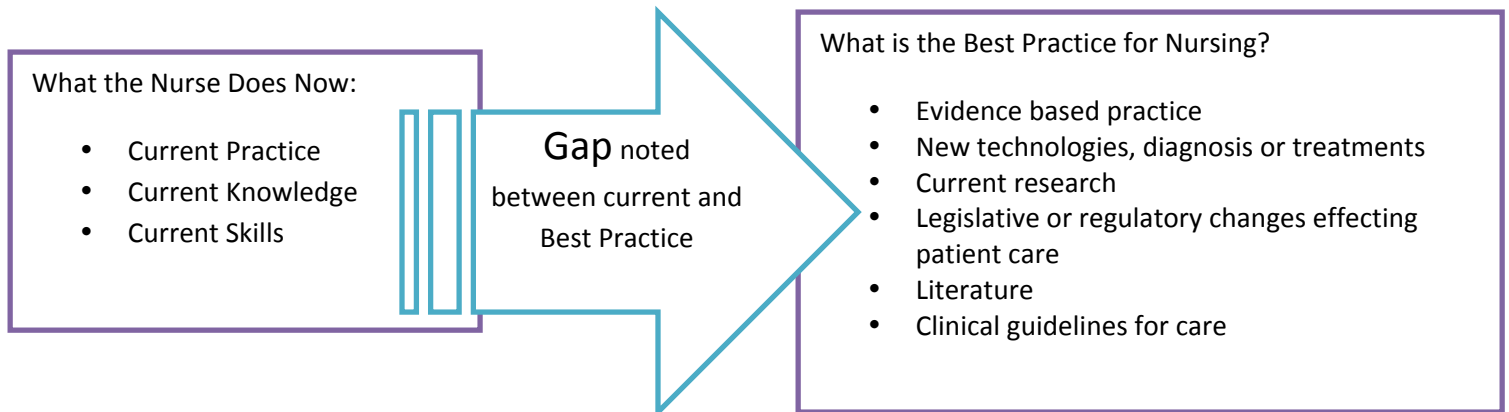 What the Nurse Does Now:
• Current Practice
• Current Knowledge
• Current Skills
Gap noted
between current and
Best Practice
What is the Best Practice for Nursing?
• Evidence based practice
• New technologies, diagnosis or treatments
• Current research
• Legislative or regulatory changes effecting
patient care
• Literature
• Clinical guidelines for care